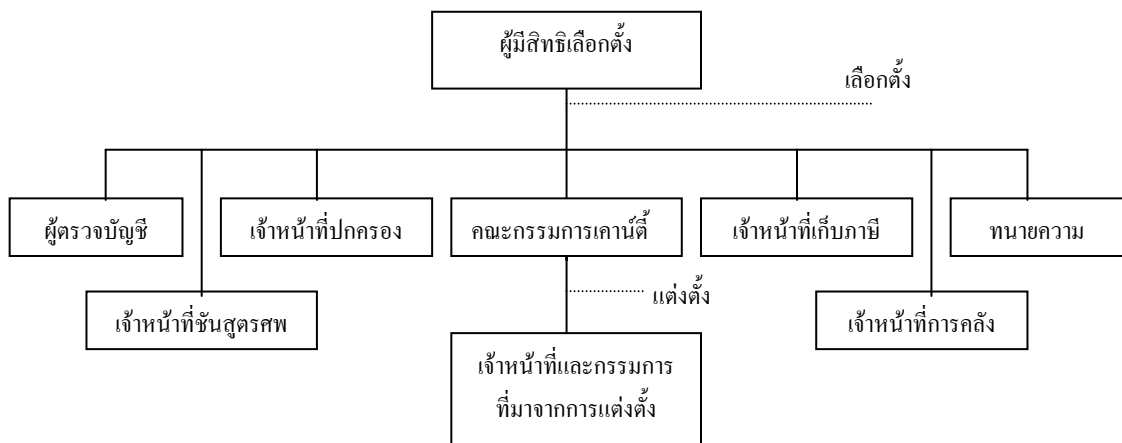 ผู้มีสิทธิเลือกตั้ง
เลือกตั้ง
ผู้ตรวจบัญชี
เจ้าหน้าที่ปกครอง
คณะกรรมการเคาน์ตี้
เจ้าหน้าที่เก็บภาษี
ทนายความ
แต่งตั้ง
เจ้าหน้าที่ชันสูตรศพ
เจ้าหน้าที่การคลัง
เจ้าหน้าที่และกรรมการ
ที่มาจากการแต่งตั้ง